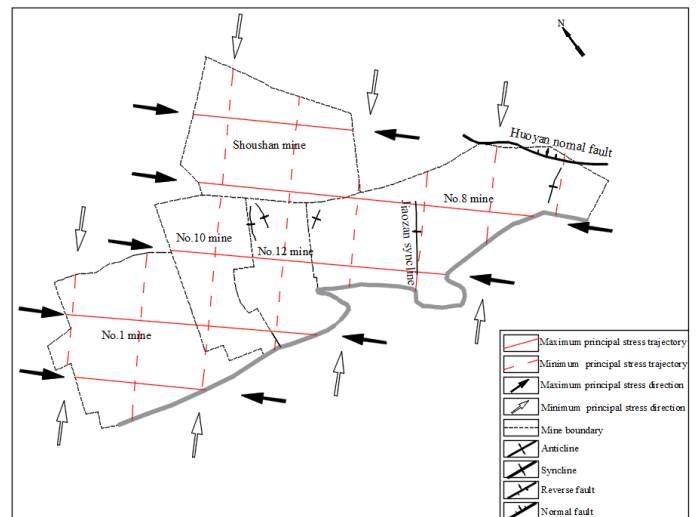 N
Huoyan nomal fault
Shoushan mine
No.8 mine
Jiaozan syncline
No.10 mine
No.12 mine
No.1 mine
Maximum principal stress trajectory
Minimum principal stress trajectory
Maximum principal stress direction
Minimum principal stress direction
Mine boundary
Anticline
Syncline
Reverse fault
Normal fault